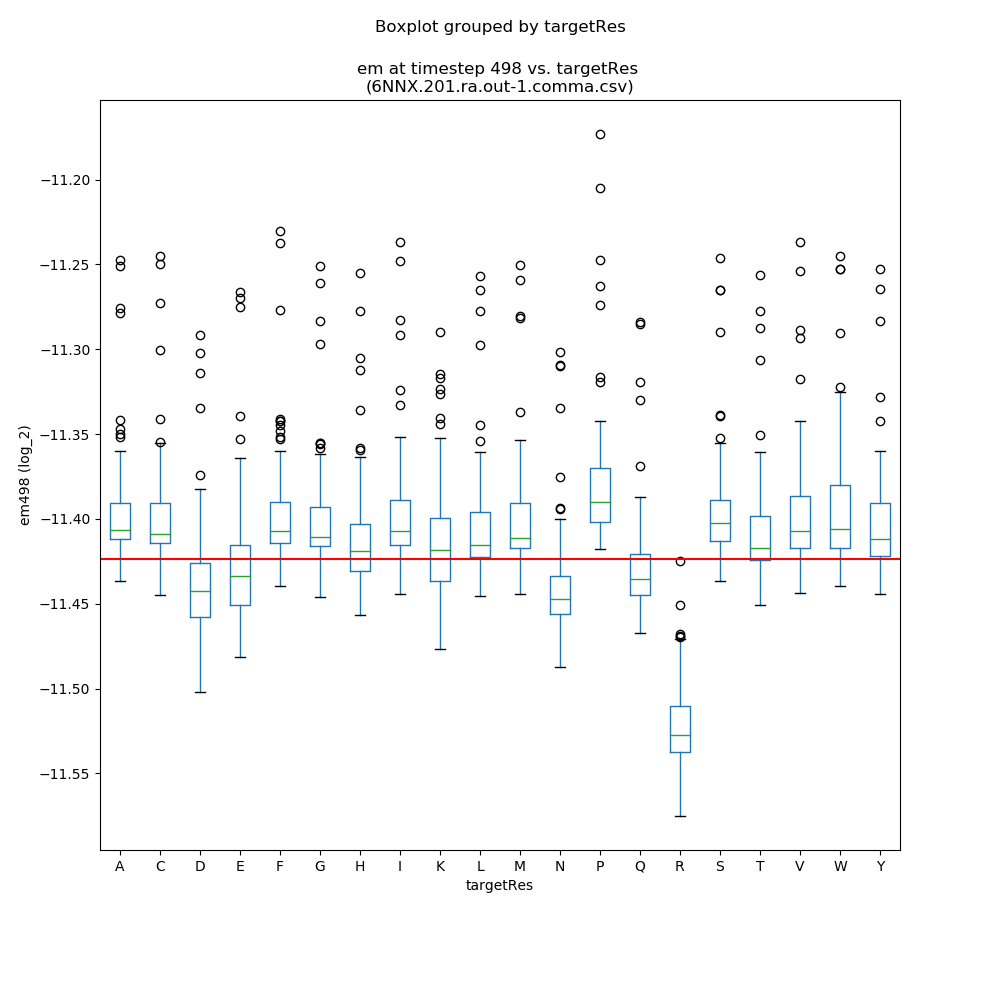 Boxplot grouped by targetRes
em at timestep 498 vs. targetRes
(6NNX.201.ra.out-1.comma.csv)
em498 (log_2)
−11.20
−11.25
−11.30
−11.35
−11.40
−11.45
−11.50
−11.55
A C D E F G H I K L M N P Q R S T V W Y
targetRes